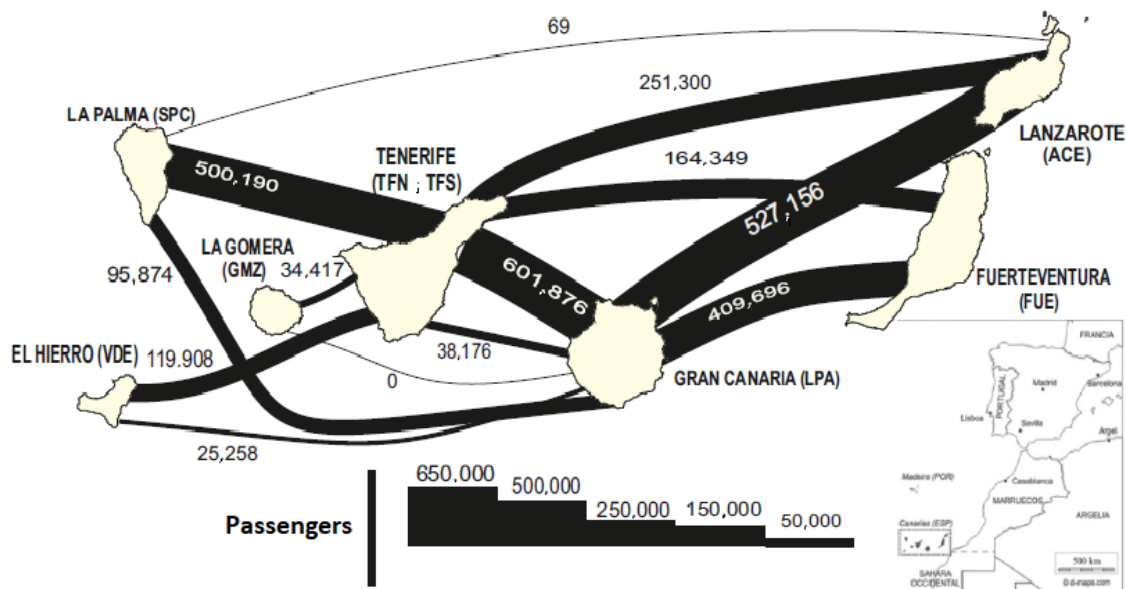 69
251,300
LA PALMA (SPC)
LANZAROTE
(ACE)
TENERIFE
(TFN ; TFS)
164,349
500,190
527,156
LA GOMERA
(GMZ)
34,417
95,874
601,876
FUERTEVENTURA
(FUE)
409,696
EL HIERRO (VDE)
119.908
38,176
0
GRAN CANARIA (LPA)
25,258
Passengers
650,000
500,000
250,000
150,000
50,000
FRANCIA
PORTUGAL
Madrid
Barcelona
Lisboa
Sevilla
Argel
Madeira (POR)
Casablanca
MARRUECOS
ARGELIA
Canarias (ESP)
500 km
SAHARA
OCCIDENTAL
© d-maps.com